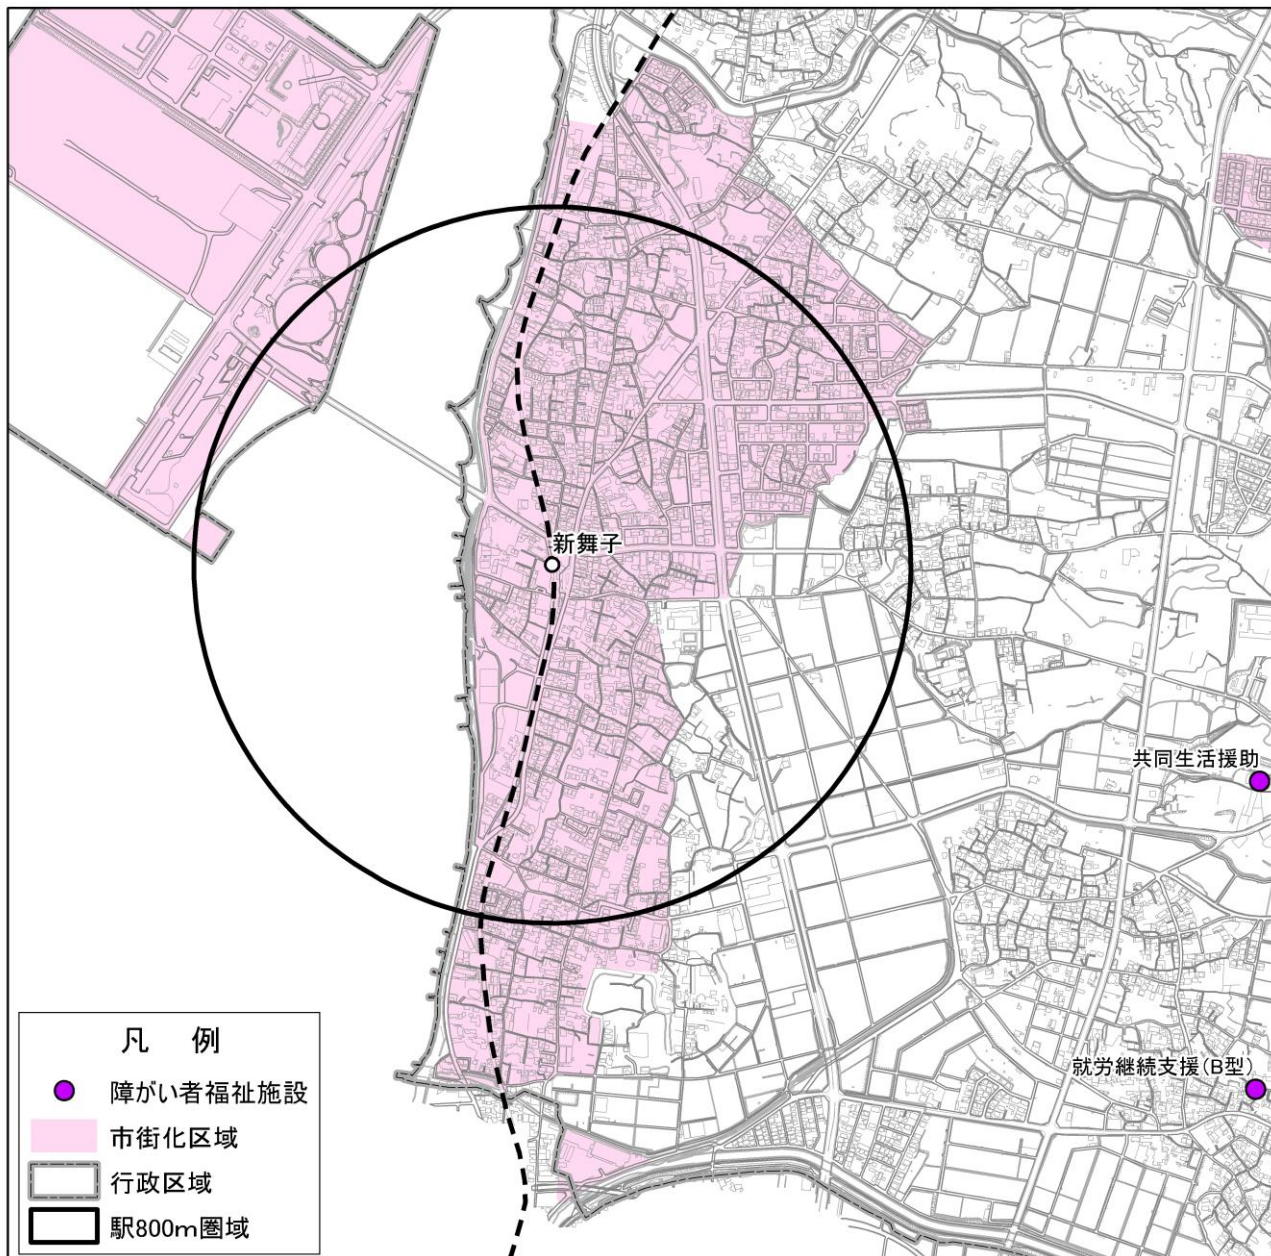 新舞子
共同生活援助
就労継続支援(B型)
凡 例
障がい者福祉施設
市街化区域
行政区域
駅800m圏域